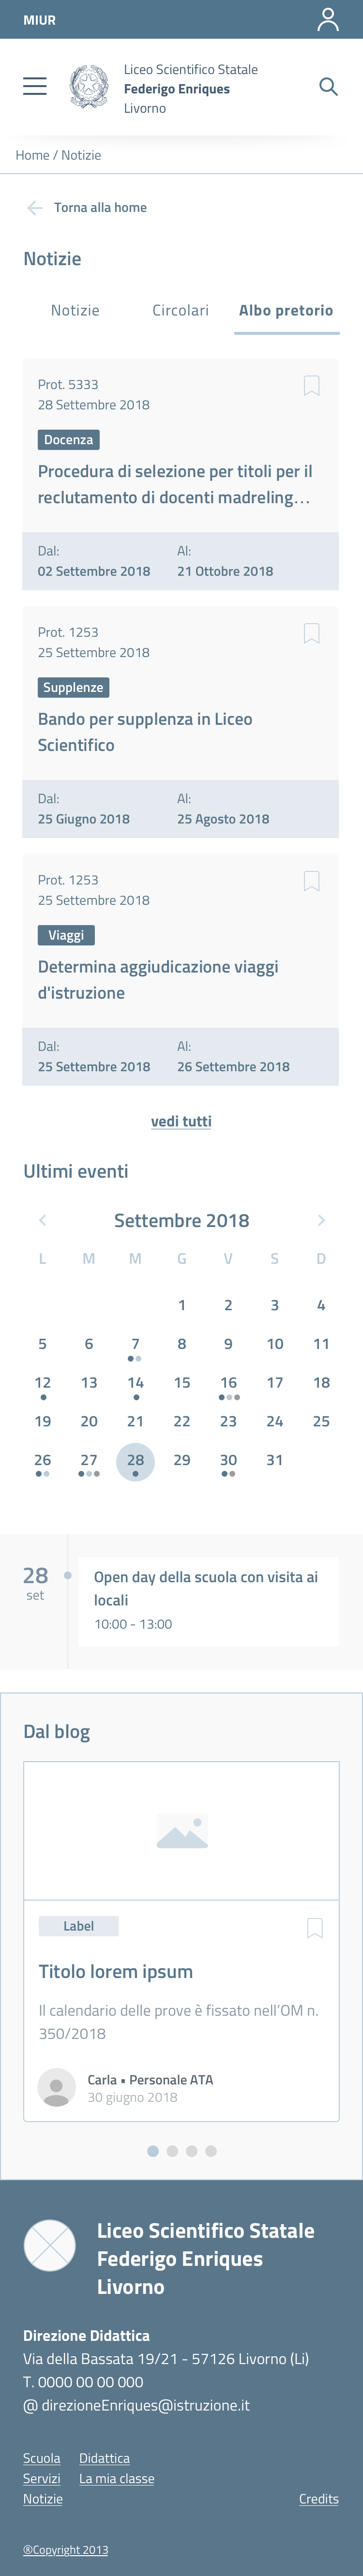 MIUR
Liceo Scientifico Statale
Federigo Enriques
Livorno
Home / Notizie
Torna alla home
Notizie
Notizie Circolari Albo pretorio
Prot. 5333
28 Settembre 2018
Docenza
Procedura di selezione per titoli per il
reclutamento di docenti madreling...
Dal: Al:
02 Settembre 2018 21 Ottobre 2018
Prot. 1253
25 Settembre 2018
Supplenze
Bando per supplenza in Liceo
Scientifico
Dal: Al:
25 Giugno 2018 25 Agosto 2018
Prot. 1253
25 Settembre 2018
Viaggi
Determina aggiudicazione viaggi
d'istruzione
Dal: Al:
25 Settembre 2018 26 Settembre 2018
vedi tutti
Ultimi eventi
Settembre 2018
L M M G V S D
1 2 3 4
5 6 7 8 9 10 11
12 13 14 15 16 17 18
19 20 21 22 23 24 25
26 27 28 29 30 31
28
set
Open day della scuola con visita ai
locali
10:00 - 13:00
Dal blog
Label
Titolo lorem ipsum
Il calendario delle prove è fissato nell’OM n.
350/2018
Carla • Personale ATA
30 giugno 2018
Liceo Scientifico Statale
Federigo Enriques
Livorno
Direzione Didattica
Via della Bassata 19/21 - 57126 Livorno (Li)
T. 0000 00 00 000
@ direzioneEnriques@istruzione.it
Scuola Didattica
Servizi La mia classe
Notizie Credits
®Copyright 2013